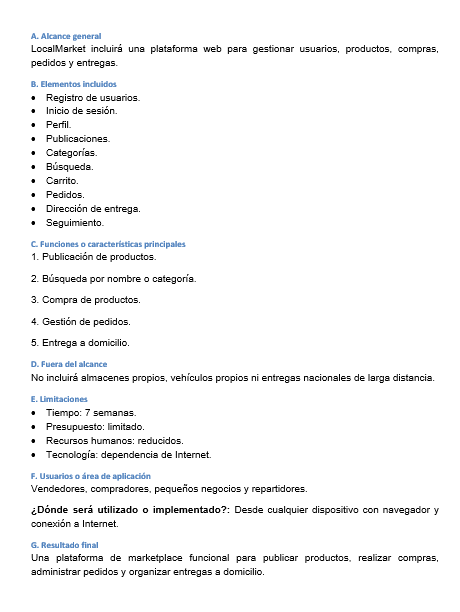 A. Alcance general
LocalMarket incluirá una plataforma web para gestionar usuarios, productos, compras,
pedidos y entregas.
B. Elementos incluidos
• Registro de usuarios.
• Inicio de sesión.
• Perfil.
• Publicaciones.
• Categorías.
• Búsqueda.
• Carrito.
• Pedidos.
• Dirección de entrega.
• Seguimiento.
C. Funciones o características principales
1. Publicación de productos.
2. Búsqueda por nombre o categoría.
3. Compra de productos.
4. Gestión de pedidos.
5. Entrega a domicilio.
D. Fuera del alcance
No incluirá almacenes propios, vehículos propios ni entregas nacionales de larga distancia.
E. Limitaciones
• Tiempo: 7 semanas.
• Presupuesto: limitado.
• Recursos humanos: reducidos.
• Tecnología: dependencia de Internet.
F. Usuarios o área de aplicación
Vendedores, compradores, pequeños negocios y repartidores.
¿Dónde será utilizado o implementado?: Desde cualquier dispositivo con navegador y
conexión a Internet.
G. Resultado final
Una plataforma de marketplace funcional para publicar productos, realizar compras,
administrar pedidos y organizar entregas a domicilio.